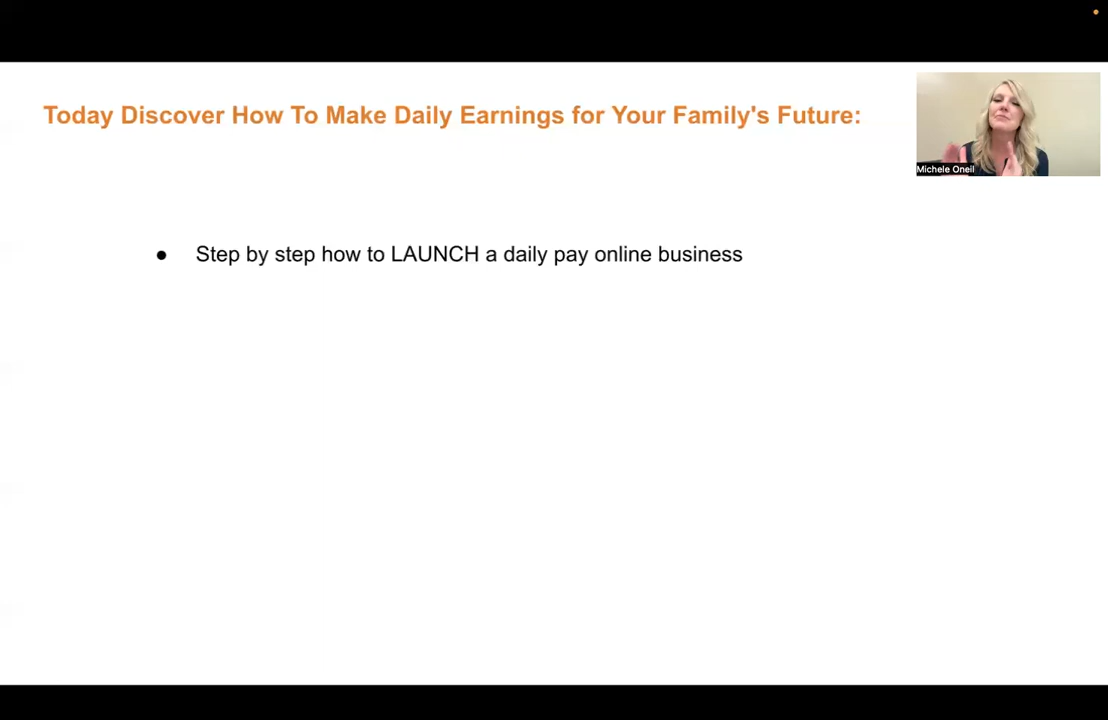 Today Discover How To Make Daily Earnings for Your Family's Future:
Michele Oneil
● Step by step how to LAUNCH a daily pay online business